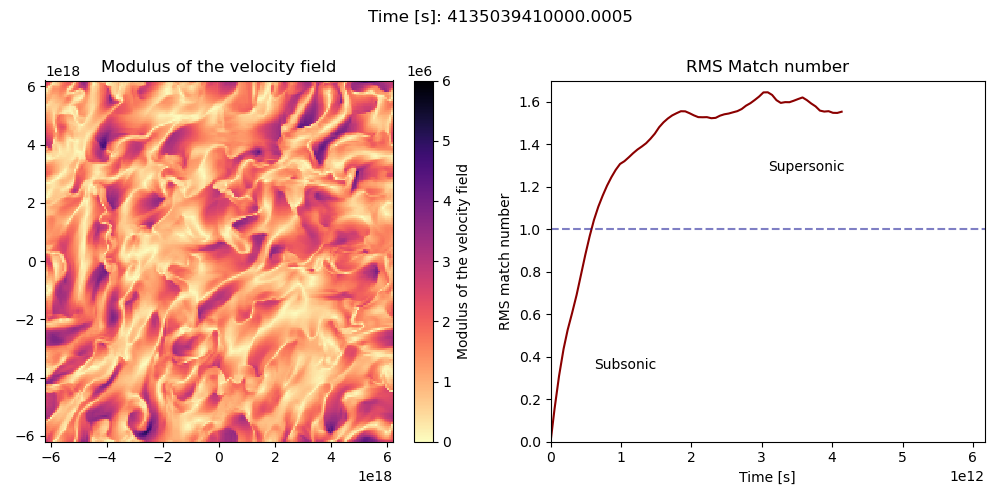 Time [s]: 4135039410000.0005
Modulus of the velocity field
1e18
6
4
2
0
−2
−4
−6
−6 −4 −2 0 2 4 6
1e18
1e6
6
5
4
3
2
1
0
Modulus of the velocity field
RMS Match number
RMS match number
1.6
1.4
1.2
1.0
0.8
0.6
0.4
0.2
0.0
Supersonic
Subsonic
0 1 2 3 4 5 6
Time [s]
1e12